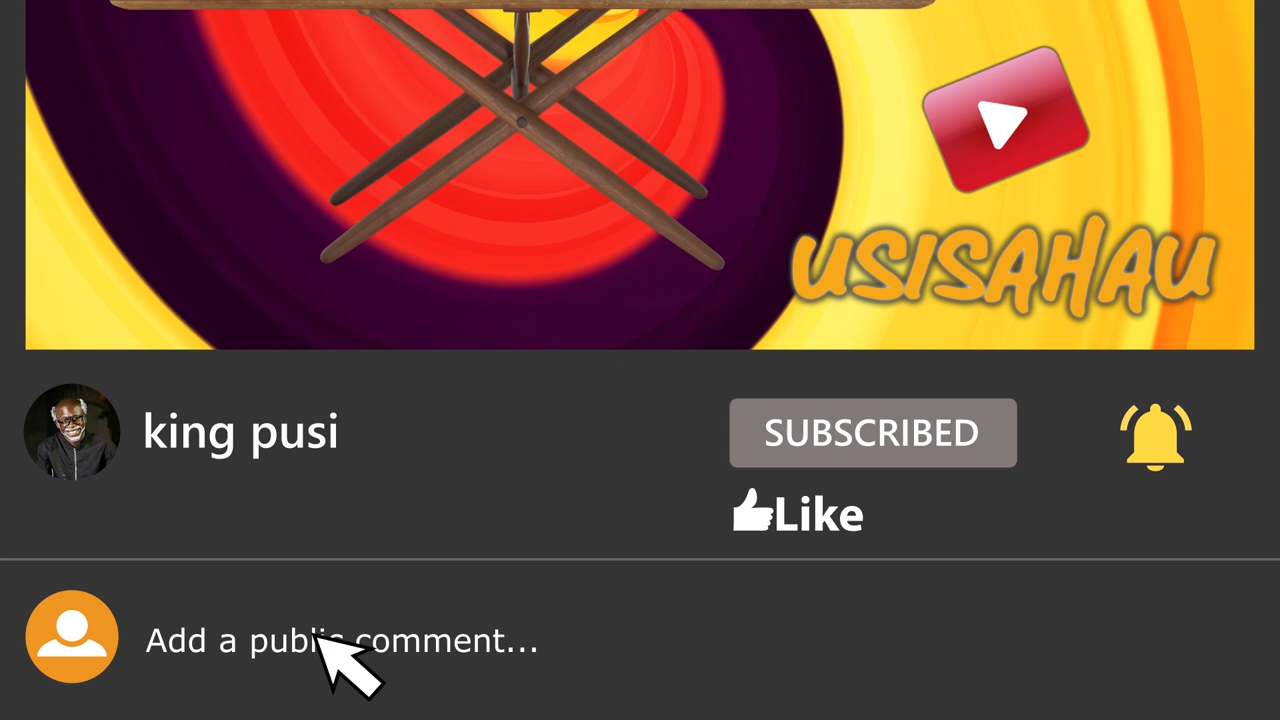 USISAHAU
king pusi
SUBSCRIBED
Like
Add a public comment...